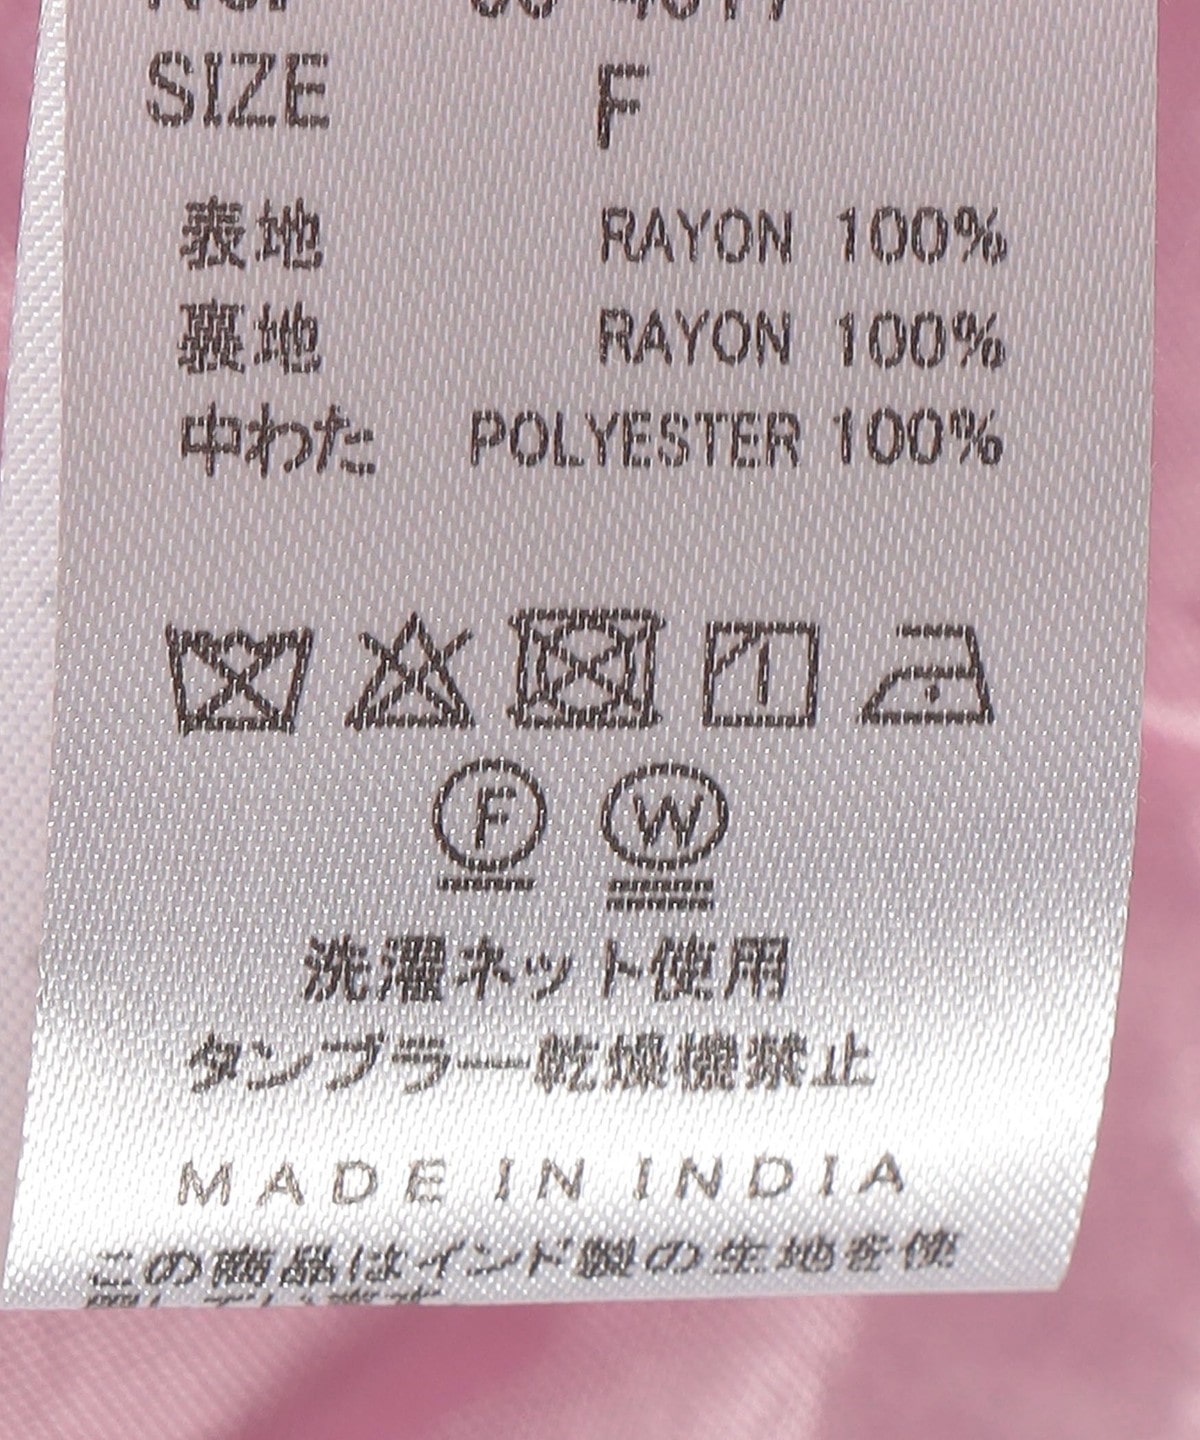 SIZE F
表地 RAYON 100%
裏地 RAYON 100%
中わた POLYESTER 100%
F W
洗濯ネット使用
タンブラー乾燥機禁止
MADE IN INDIA
この商品はインド製の生地を使